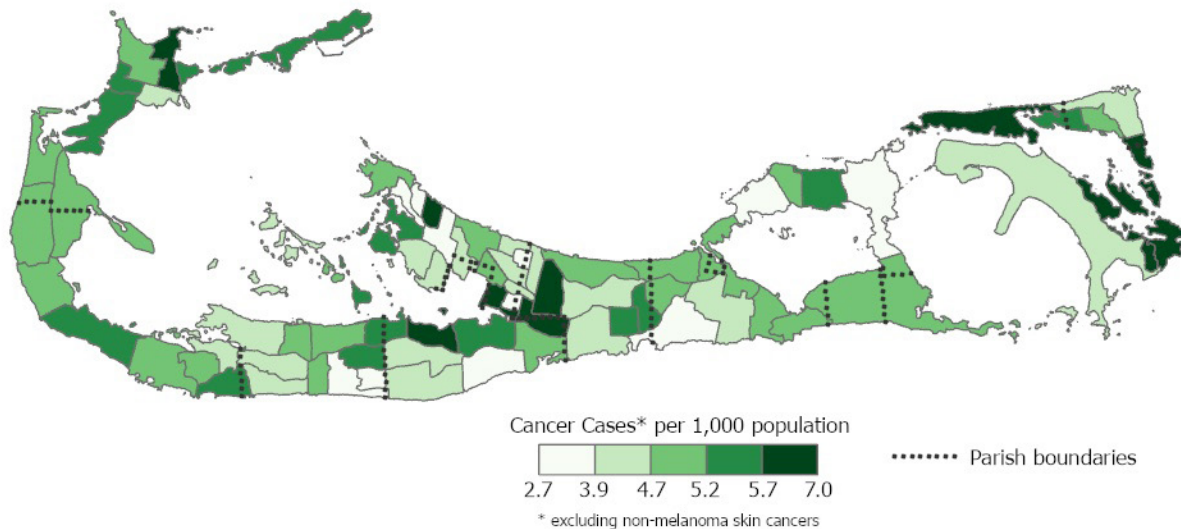 Cancer Cases* per 1,000 population
2.7 3.9 4.7 5.2 5.7 7.0
Parish boundaries
* excluding non-melanoma skin cancers